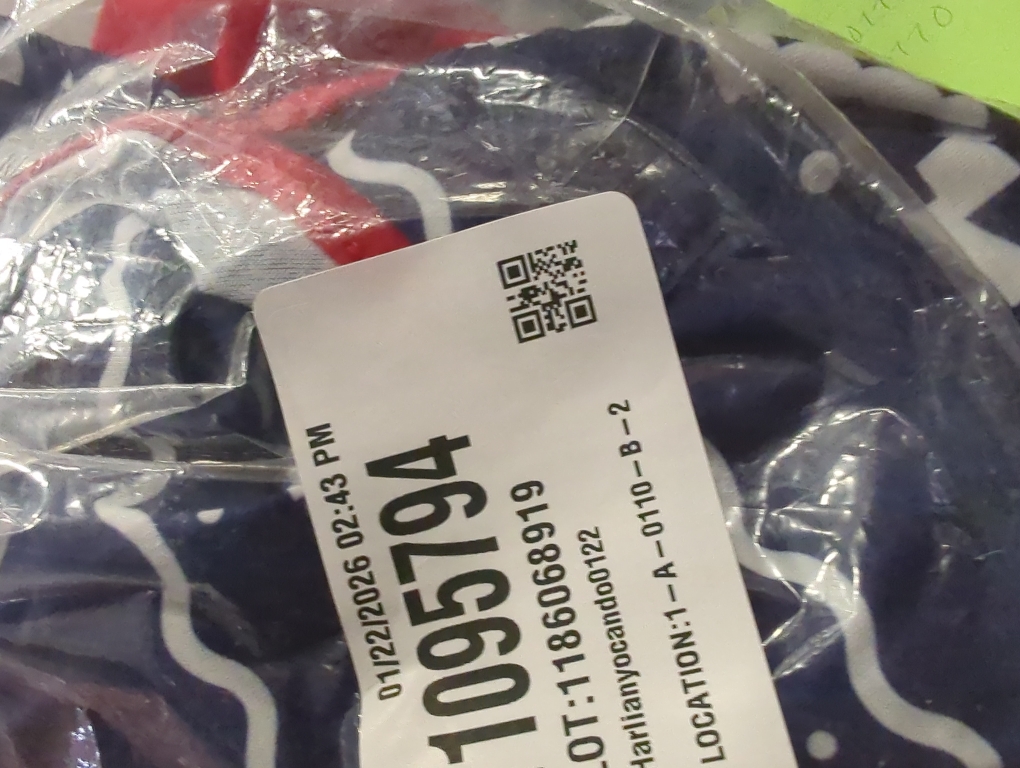 01/22/2026 02:43 PM
1095794
LOT:1186068919
Harlianyocando0122
LOCATION:1-A-0110-B-2